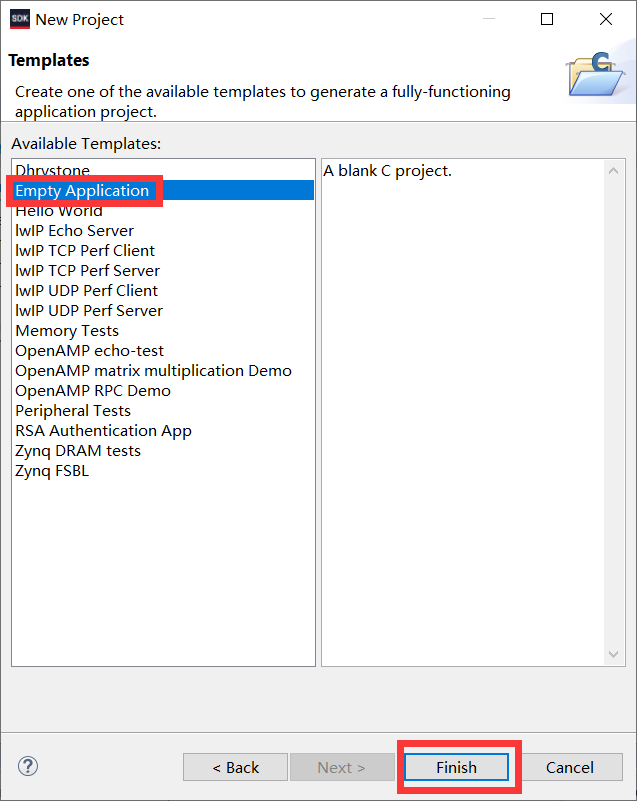 SDK New Project
Templates
Create one of the available templates to generate a fully-functioning
application project.
C
Available Templates:
Dhrystone
Empty Application
Hello World
lwIP Echo Server
lwIP TCP Perf Client
lwIP TCP Perf Server
lwIP UDP Perf Client
lwIP UDP Perf Server
Memory Tests
OpenAMP echo-test
OpenAMP matrix multiplication Demo
OpenAMP RPC Demo
Peripheral Tests
RSA Authentication App
Zynq DRAM tests
Zynq FSBL
A blank C project.
? < Back Next > Finish Cancel